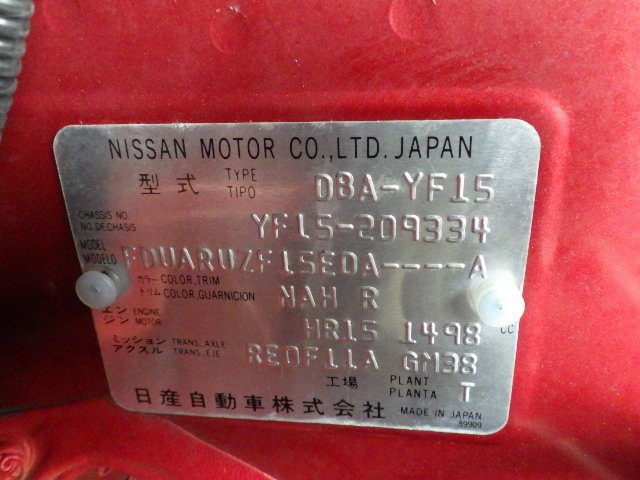 NISSAN MOTOR CO.,LTD. JAPAN
型式 TYPE TIPO DBA-YF15
CHASSIS NO. NO.DECHASIS YF15-209334
MODEL MODELO FDUARUZF15EDA----A
カラー COLOR,TRIM
トリム COLOR,GUARNICION NAH R
エンジン ENGINE MOTOR HR15 1498 CC
ミッション TRANS.,AXLE
アクスル TRANS.,EJE RE0F11A GM38
工場 PLANT PLANTA T
日産自動車株式会社 MADE IN JAPAN
89909